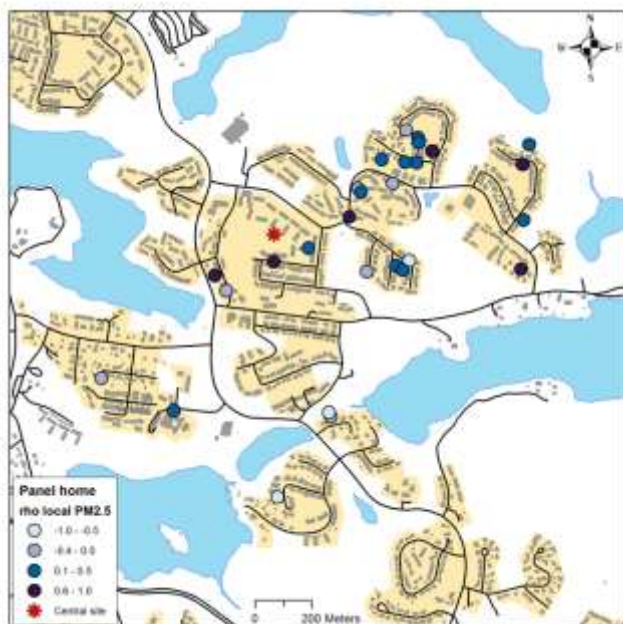 N
W E
S
Panel home
rho local PM2.5
-1.0 - -0.5
-0.4 - 0.0
0.1 - 0.5
0.6 - 1.0
Central site
0 200 Meters